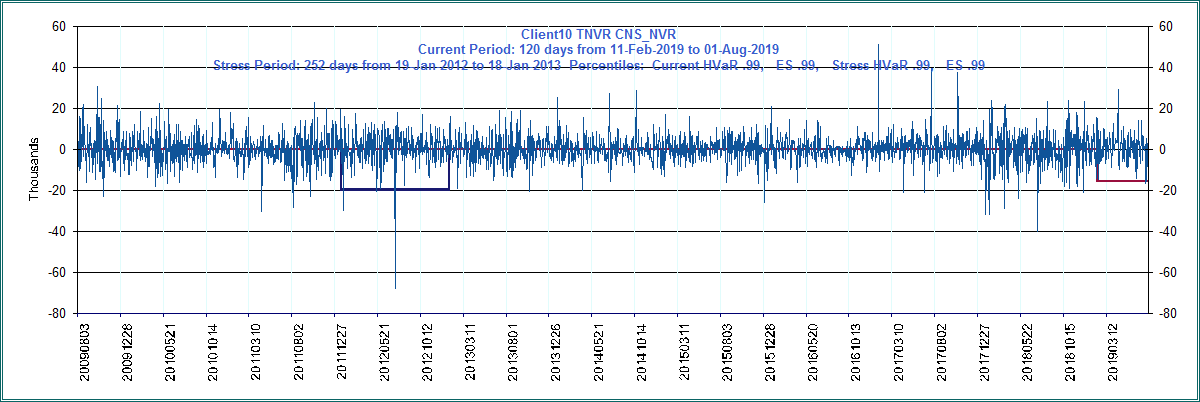 Client10 TNVR CNS_NVR
Current Period: 120 days from 11-Feb-2019 to 01-Aug-2019
Stress Period: 252 days from 19 Jan 2012 to 18 Jan 2013 Percentiles: Current HVaR .99, ES .99, Stress HVaR .99, ES .99
60 60
40 40
20 20
0 0
-20 -20
-40 -40
-60 -60
-80 -80
Thousands
20090803 20091228 20100521 20101014 20110310 20110802 20111227 20120521 20121012 20130311 20130801 20131226 20140521 20141014 20150311 20150803 20151228 20160520 20161013 20170310 20170802 20171227 20180522 20181015 20190312